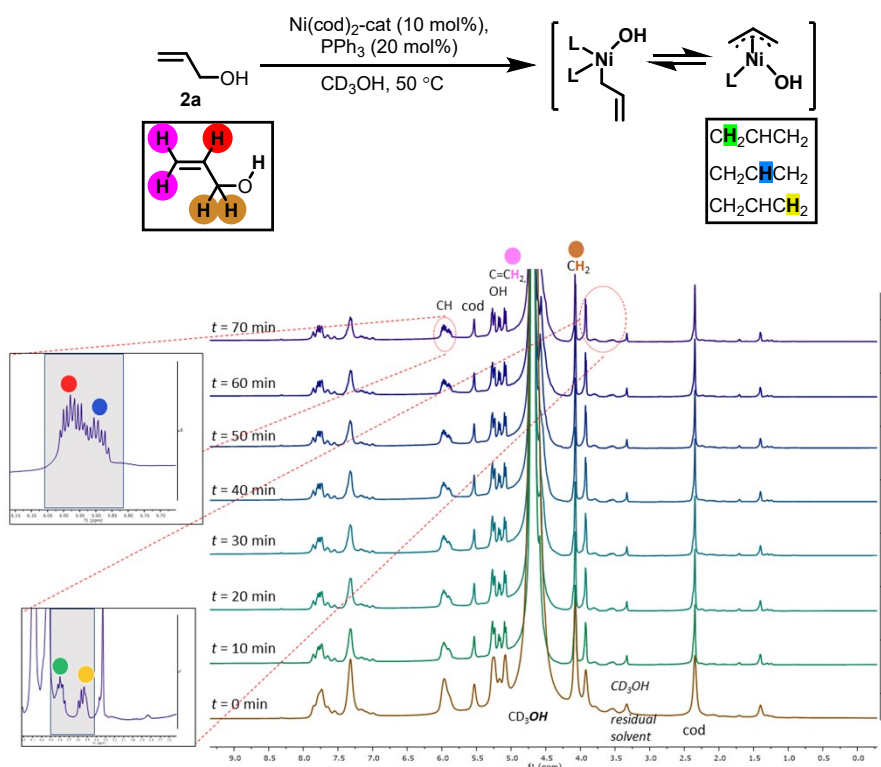 Ni(cod)2-cat (10 mol%),
PPh3 (20 mol%)
CD3OH, 50 °C
OH
2a
L
Ni
OH
L
Ni
L
OH
H
H
H
H
O
H
H
CH2CHCH2
CH2CHCH2
CH2CHCH2
C=CH2,
OH
CH2
CH
cod
t = 70 min
t = 60 min
t = 50 min
t = 40 min
t = 30 min
t = 20 min
t = 10 min
t = 0 min
CD3OH
CD3OH
residual
solvent
cod
9.0 8.5 8.0 7.5 7.0 6.5 6.0 5.5 5.0 4.5 4.0 3.5 3.0 2.5 2.0 1.5 1.0 0.5 0.0
f1 (ppm)